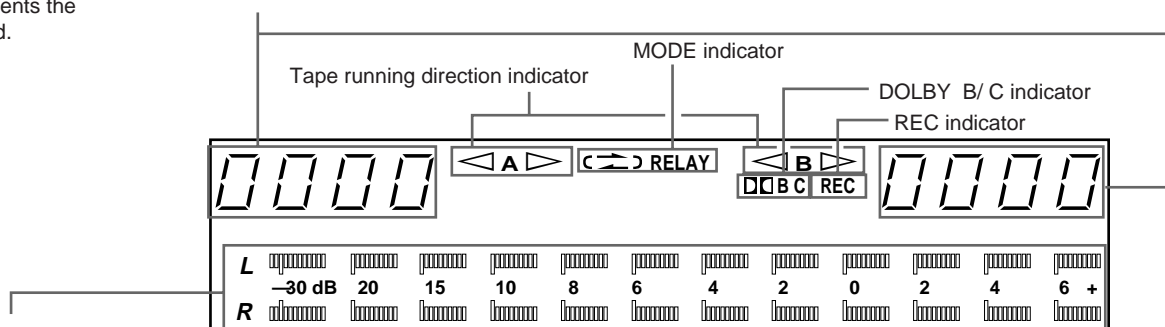 ents the
d.
MODE indicator
Tape running direction indicator
DOLBY B/ C indicator
REC indicator
0000 A RELAY B 0000
B C REC
L
—30 dB 20 15 10 8 6 4 2 0 2 4 6 +
R